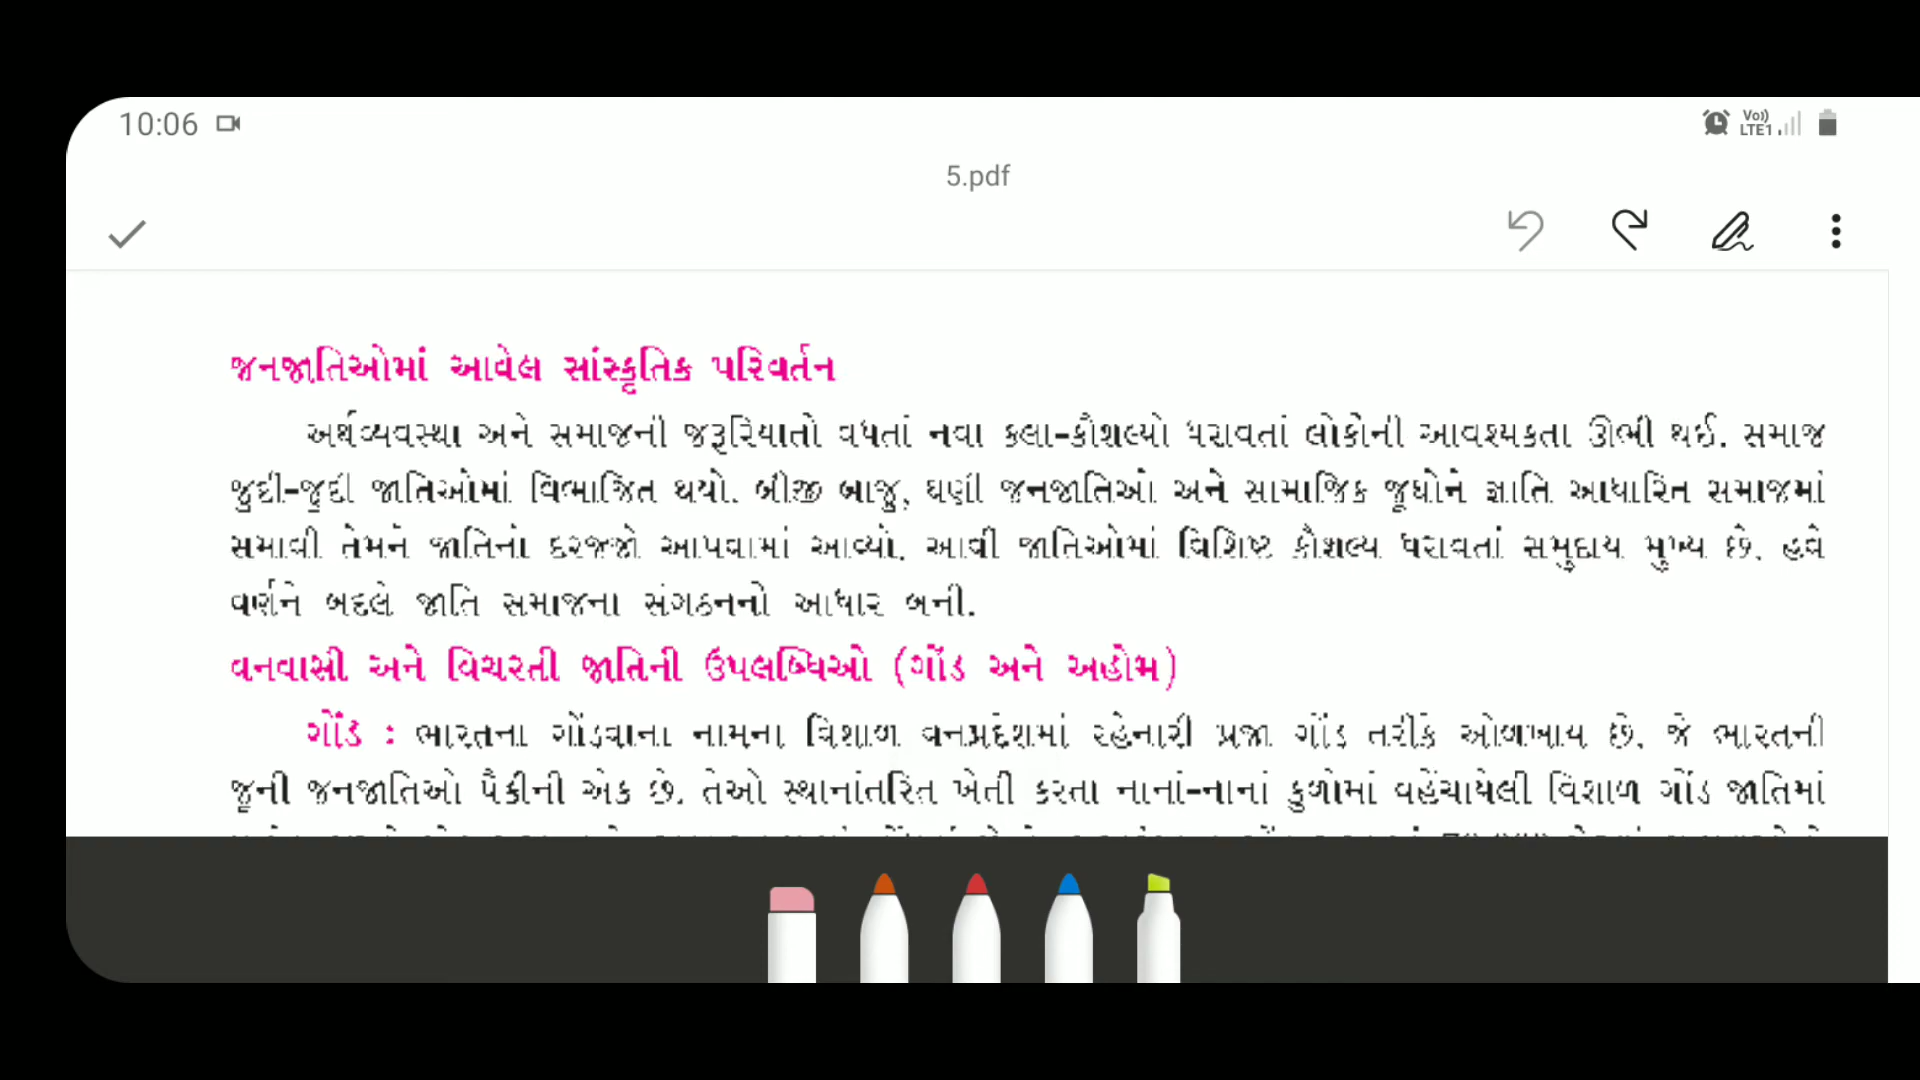 10:06
Vo)) LTE1
5.pdf
જનજાતિઓમાં આવેલ સાંસ્કૃતિક પરિવર્તન
અર્થવ્યવસ્થા અને સમાજની જરૂરિયાતો વધતાં નવા કલા-કૌશલ્યો ધરાવતાં લોકોની આવશ્યકતા ઊભી થઈ. સમાજ
જુદી-જુદી જાતિઓમાં વિભાજિત થયો. બીજી બાજુ, ઘણી જનજાતિઓ અને સામાજિક જૂથોને જ્ઞાતિ આધારિત સમાજમાં
સમાવી તેમને જાતિનો દરજ્જો આપવામાં આવ્યો. આવી જાતિઓમાં વિશિષ્ટ કૌશલ્ય ધરાવતાં સમુદાય મુખ્ય છે. હવે
વર્ણને બદલે જાતિ સમાજના સંગઠનનો આધાર બની.
વનવાસી અને વિચરતી જાતિની ઉપલબ્ધિઓ (ગોંડ અને અહોમ)
ગોંડ : ભારતના ગોંડવાના નામના વિશાળ વનપ્રદેશમાં રહેનારી પ્રજા ગોંડ તરીકે ઓળખાય છે. જે ભારતની
જૂની જનજાતિઓ પૈકીની એક છે. તેઓ સ્થાનાંતરિત ખેતી કરતા નાનાં-નાનાં કુળોમાં વહેંચાયેલી વિશાળ ગોંડ જાતિમાં